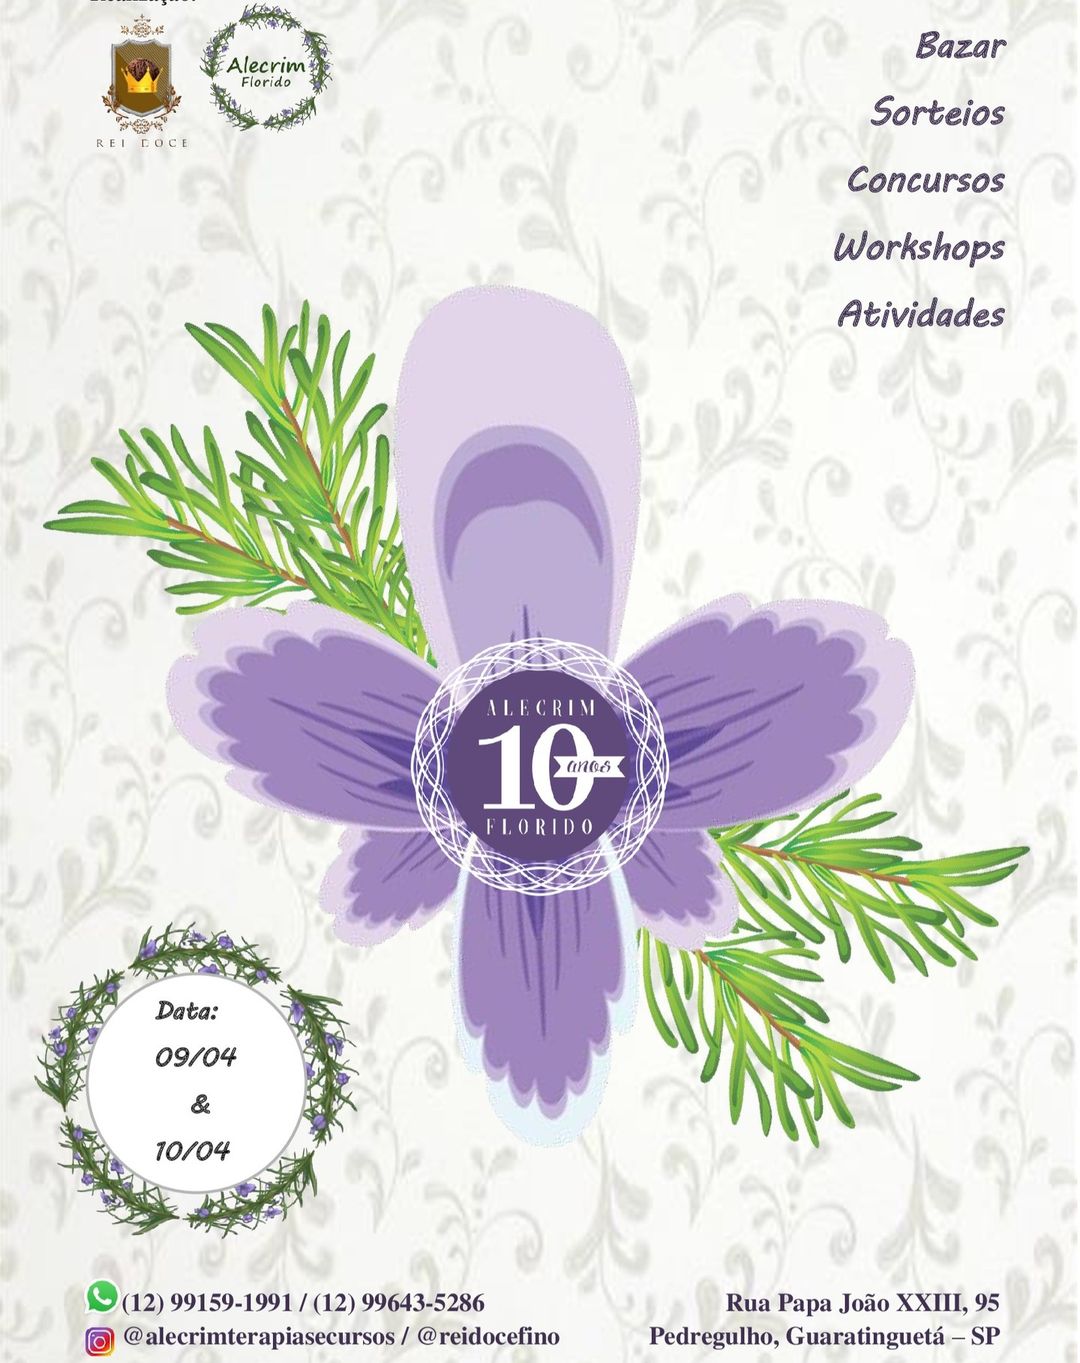 Alecrim
Florido
REI DOCE
Bazar
Sorteios
Concursos
Workshops
Atividades
ALECRIM
10
anos
FLORIDO
Data:
09/04
&
10/04
(12) 99159-1991 / (12) 99643-5286
@alecrimterapiasecursos / @reidocefino
Rua Papa João XXIII, 95
Pedregulho, Guaratinguetá – SP